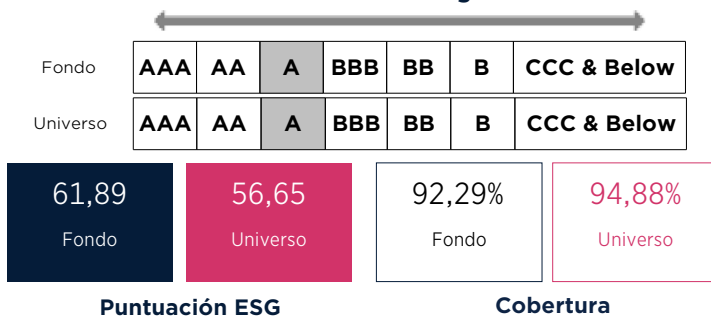 Fondo AAA AA A BBB BB B CCC & Below
Universo AAA AA A BBB BB B CCC & Below
61,89 56,65 92,29% 94,88%
Fondo Universo Fondo Universo
Puntuación ESG Cobertura